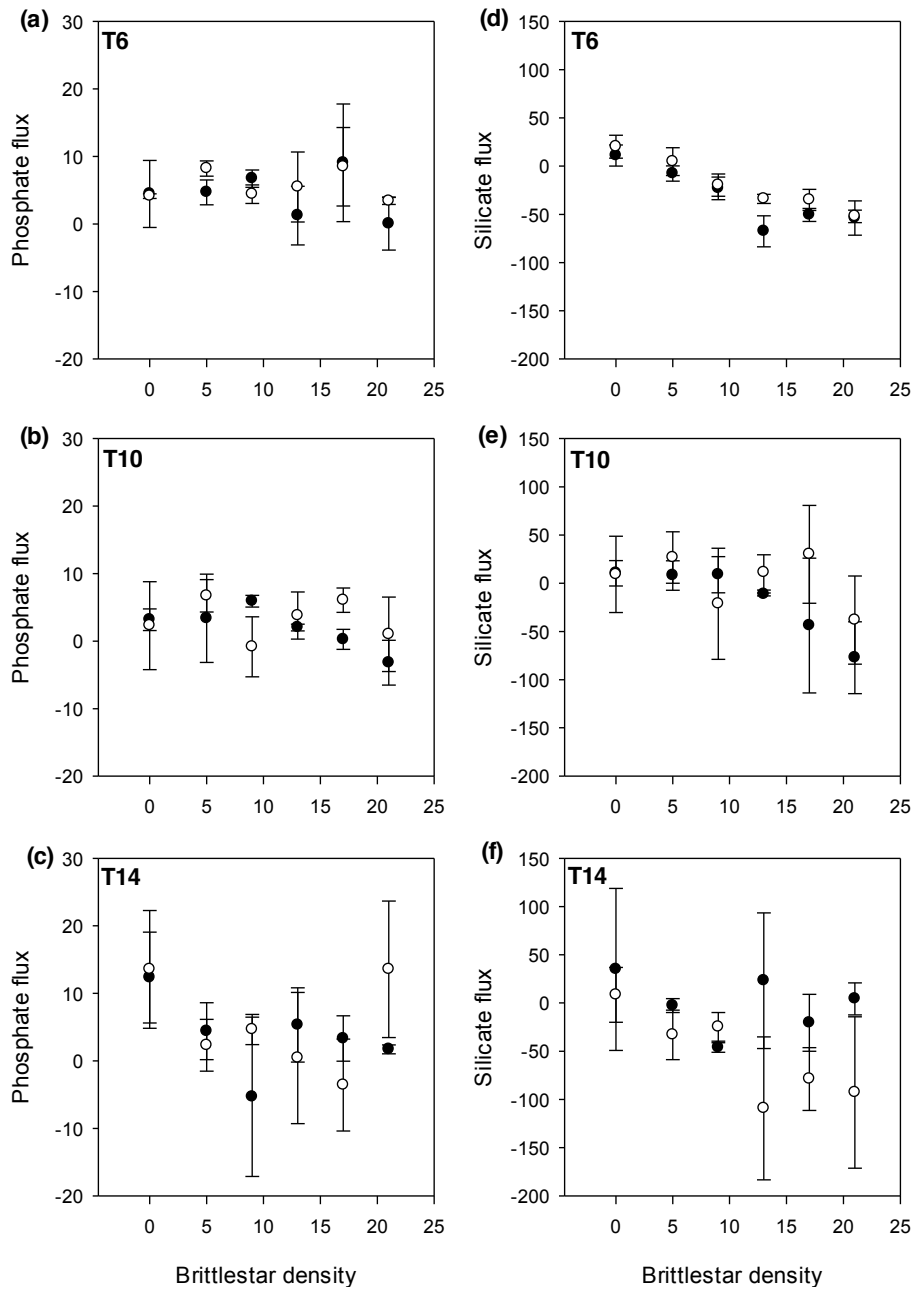 (a)
T6
Phosphate flux
30
20
10
0
-10
-20
0 5 10 15 20 25
(d)
T6
Silicate flux
150
100
50
0
-50
-100
-150
-200
0 5 10 15 20 25
(b)
T10
Phosphate flux
30
20
10
0
-10
-20
0 5 10 15 20 25
(e)
T10
Silicate flux
150
100
50
0
-50
-100
-150
-200
0 5 10 15 20 25
(c)
T14
Phosphate flux
30
20
10
0
-10
-20
0 5 10 15 20 25
Brittlestar density
(f)
T14
Silicate flux
150
100
50
0
-50
-100
-150
-200
0 5 10 15 20 25
Brittlestar density